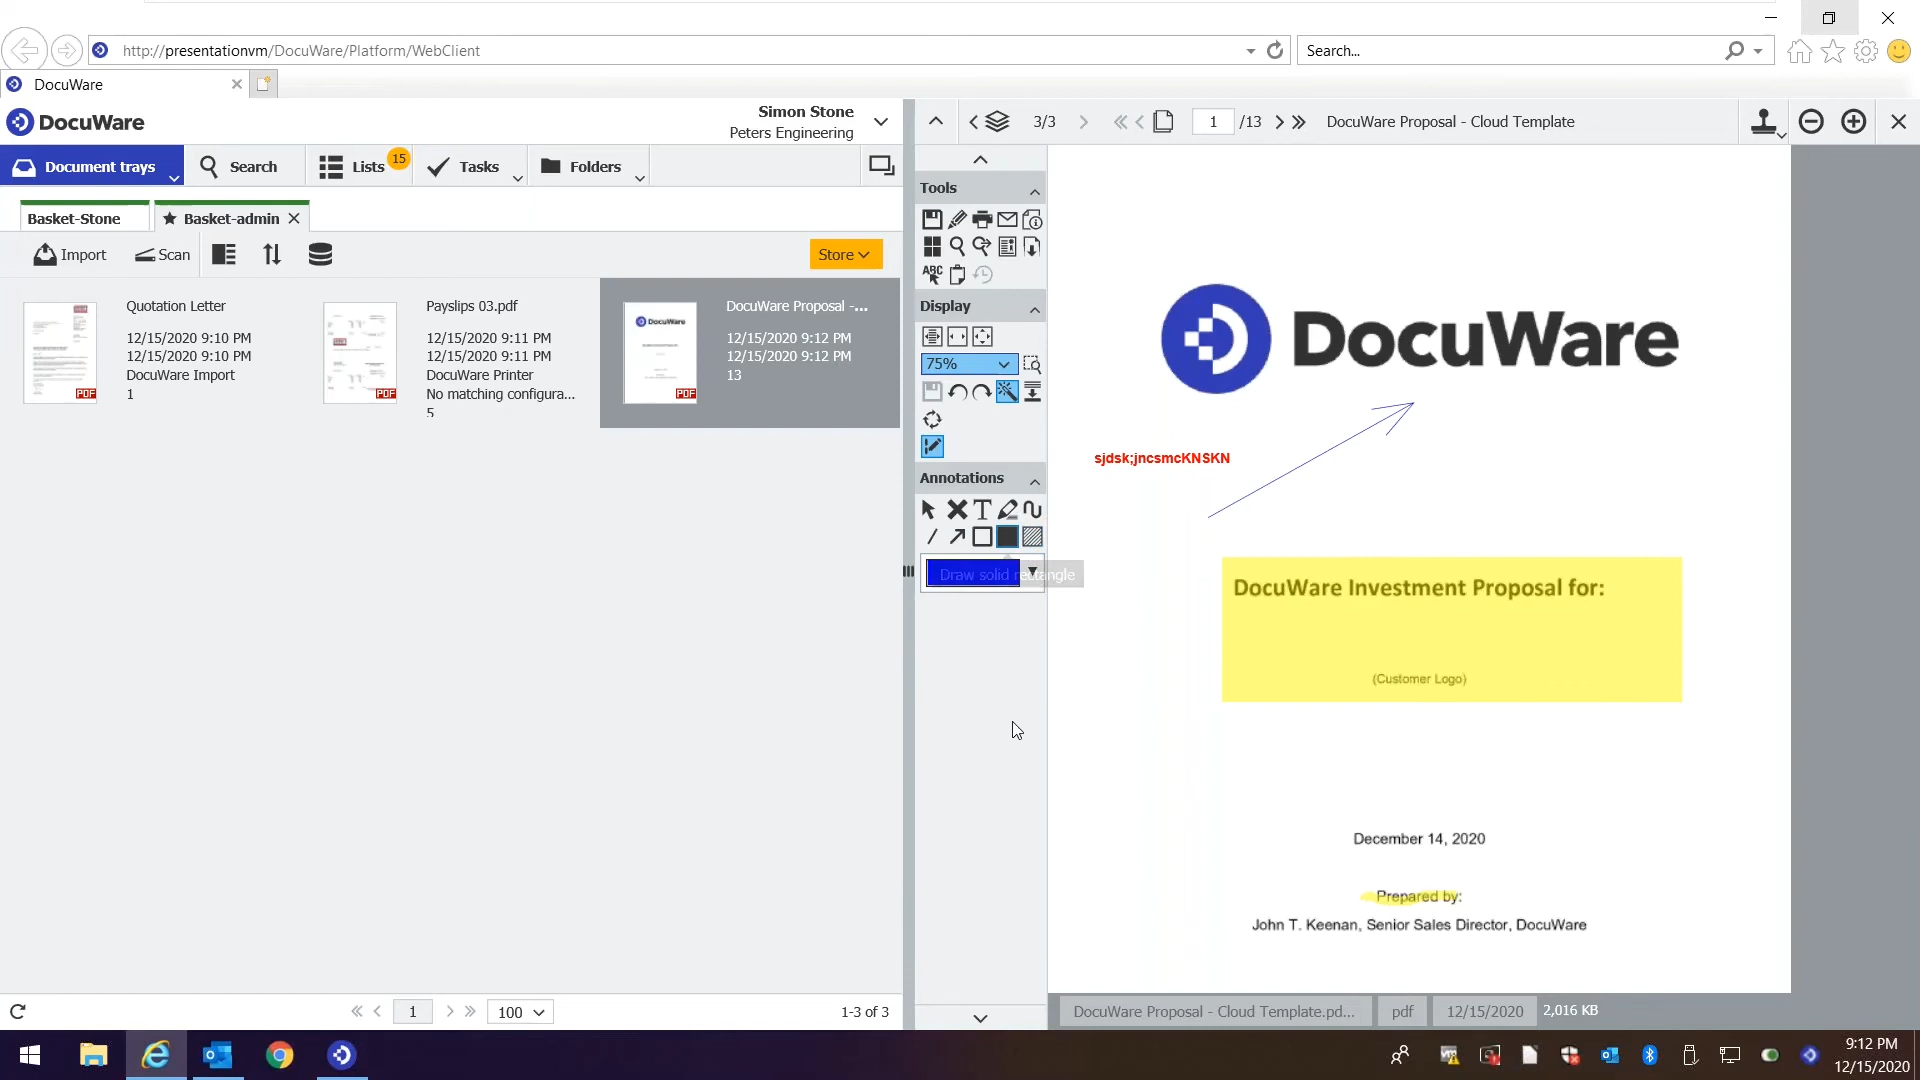 http://presentationvm/DocuWare/Platform/WebClient
Search...
DocuWare
DocuWare
Simon Stone
Peters Engineering
Document trays
Search
Lists
15
Tasks
Folders
Basket-Stone
Basket-admin
Import
Scan
Store
Quotation Letter
12/15/2020 9:10 PM
12/15/2020 9:10 PM
DocuWare Import
1
PDF
Payslips 03.pdf
12/15/2020 9:11 PM
12/15/2020 9:11 PM
DocuWare Printer
No matching configura...
5
PDF
DocuWare Proposal -...
12/15/2020 9:12 PM
12/15/2020 9:12 PM
13
DocuWare
PDF
1
100
1-3 of 3
3/3
1
/13
DocuWare Proposal - Cloud Template
Tools
ABC
Display
75%
Annotations
Draw solid rectangle
DocuWare
sjdsk;jncsmcKNSKN
DocuWare Investment Proposal for:
(Customer Logo)
December 14, 2020
Prepared by:
John T. Keenan, Senior Sales Director, DocuWare
DocuWare Proposal - Cloud Template.pd...
pdf
12/15/2020
2,016 KB
9:12 PM
12/15/2020